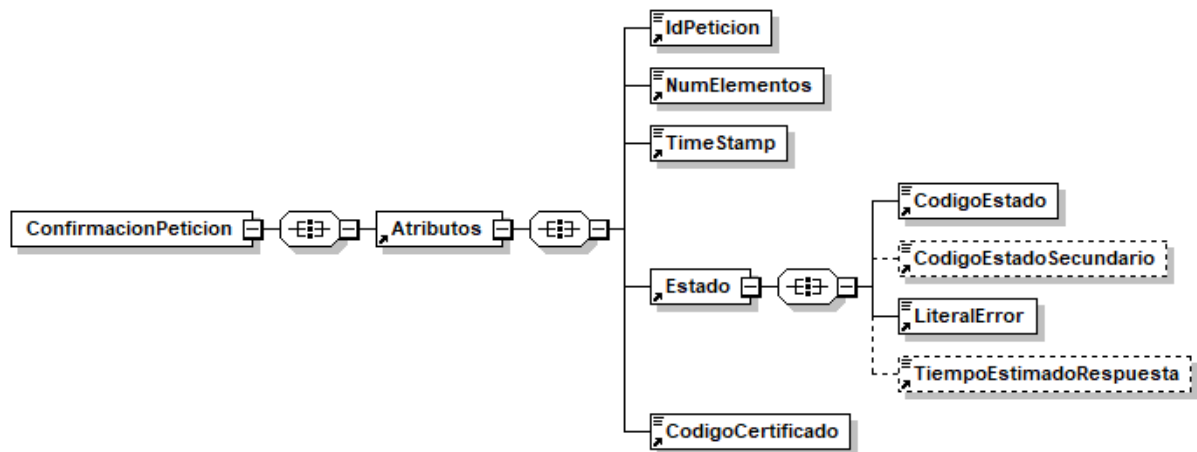 IdPeticion
NumElementos
TimeStamp
ConfirmacionPeticion
Atributos
Estado
CodigoEstado
CodigoEstadoSecundario
LiteralError
TiempoEstimadoRespuesta
CodigoCertificado